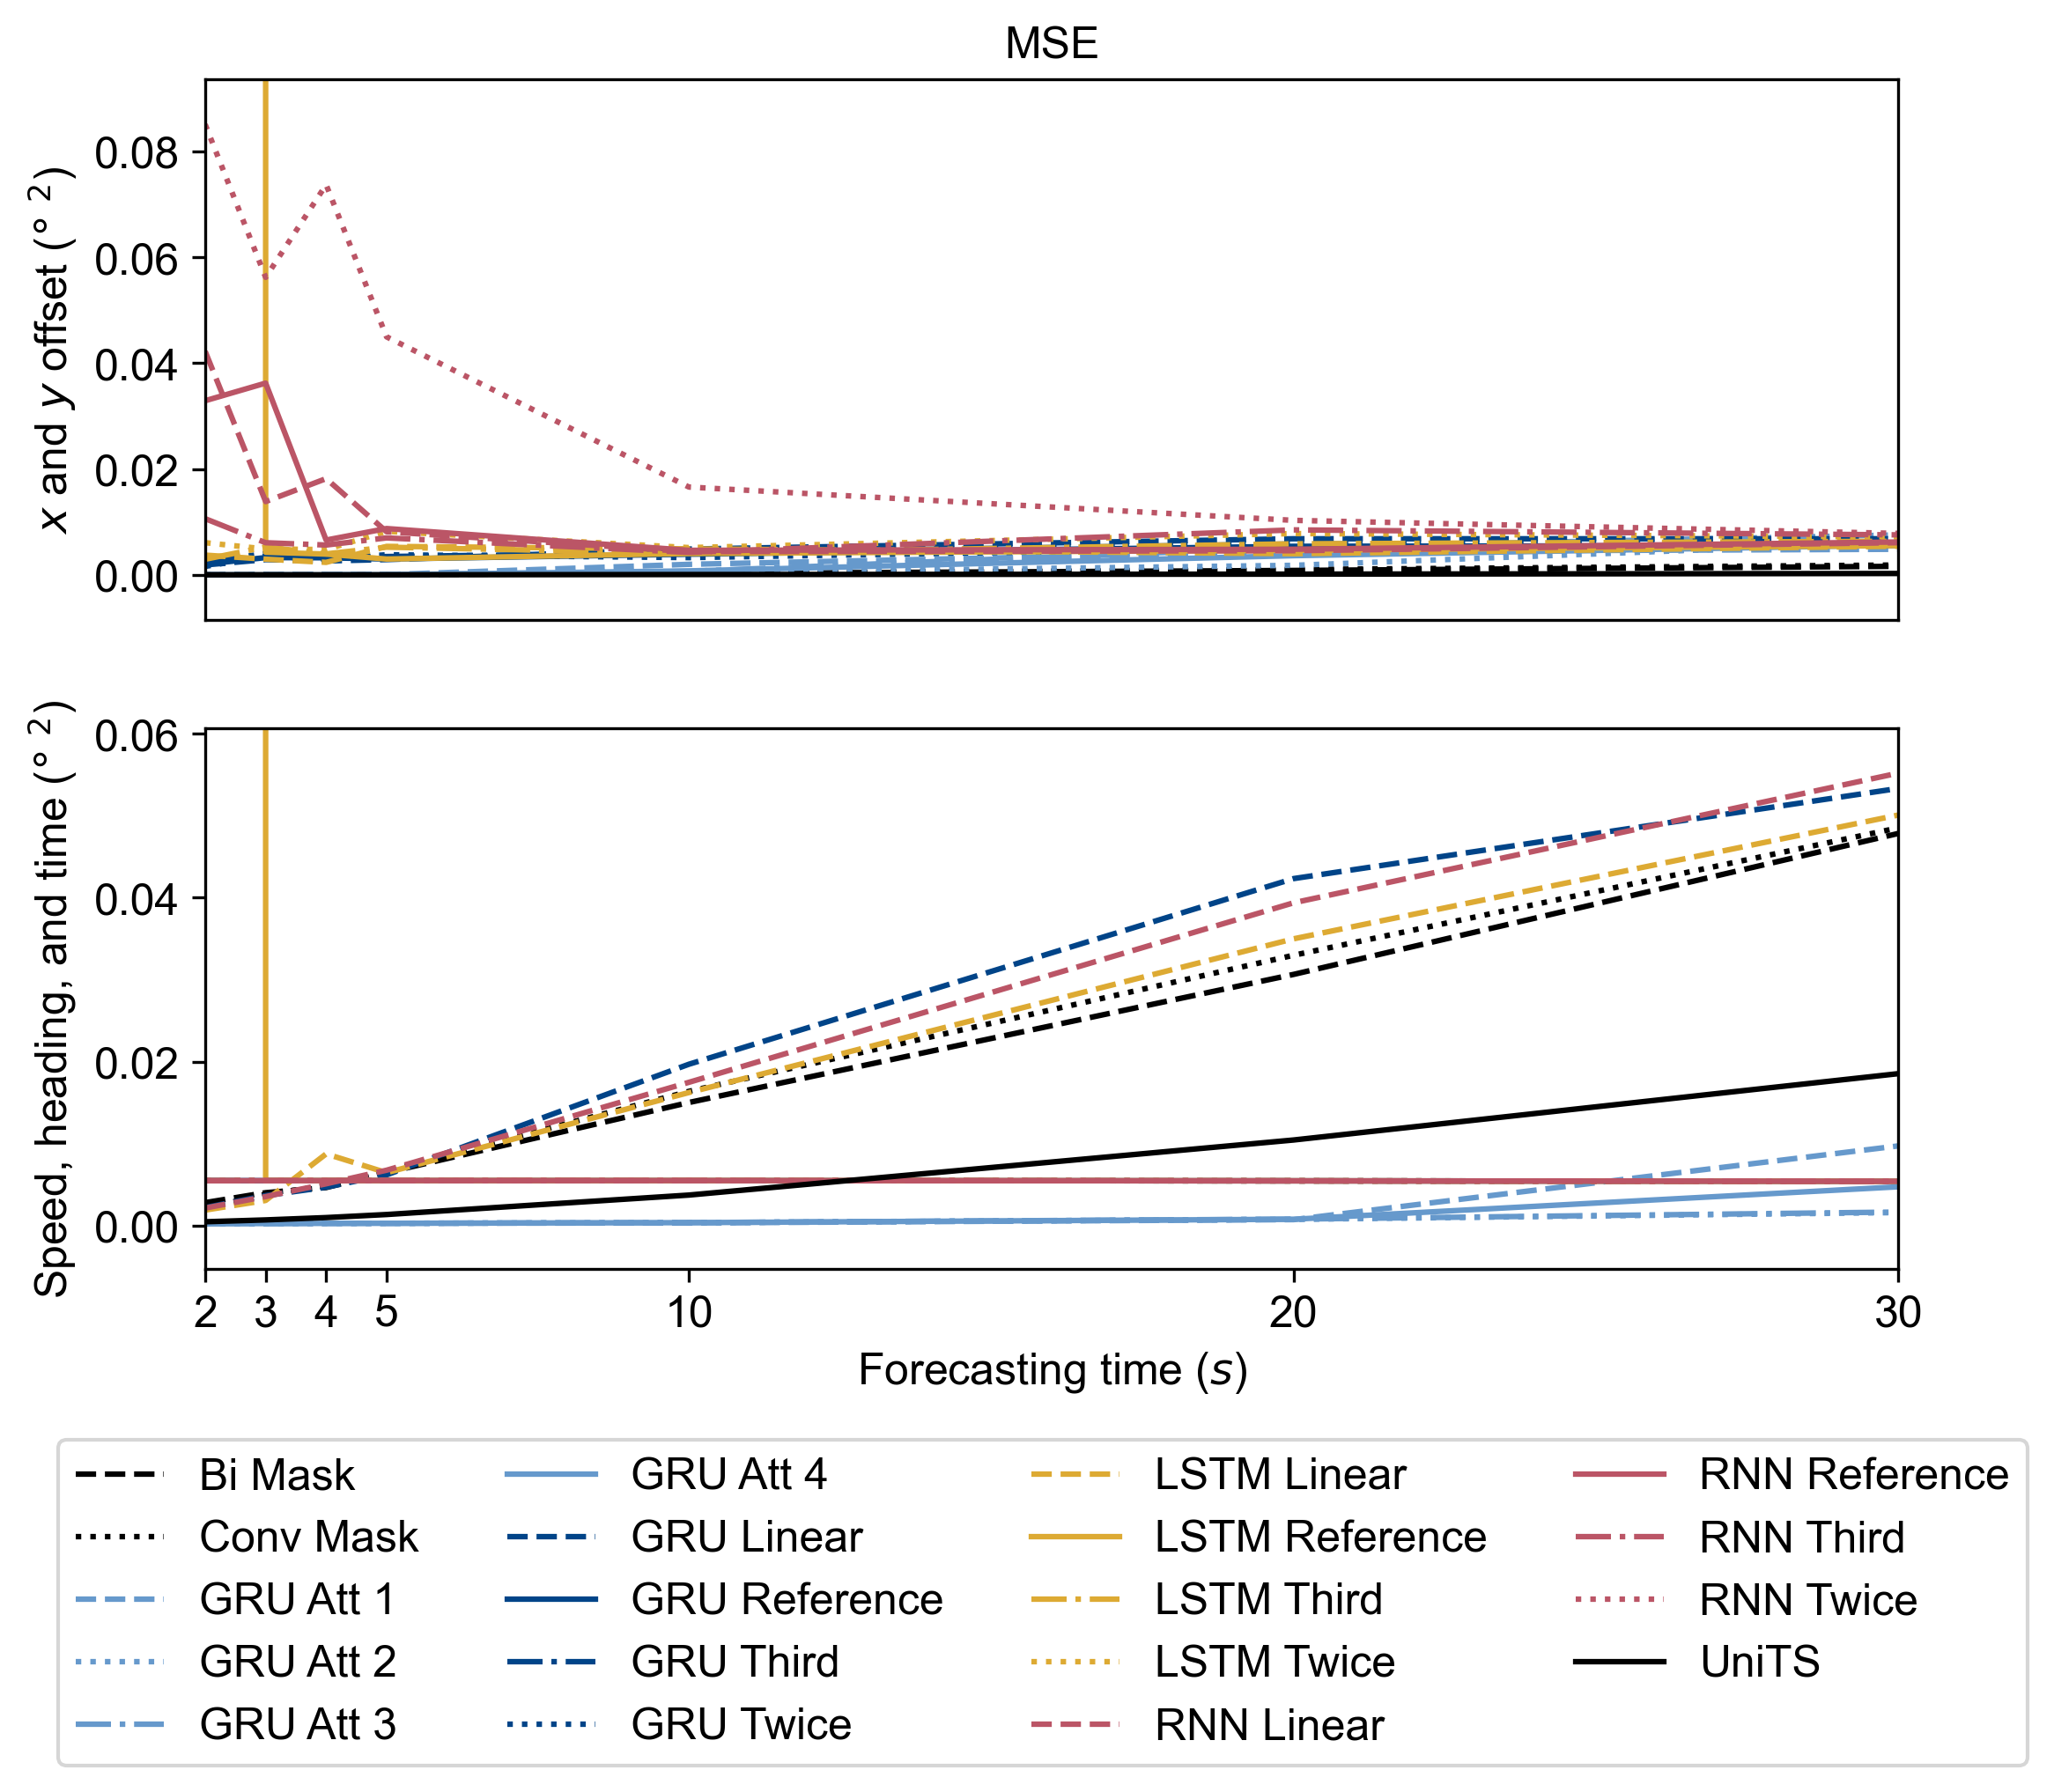 MSE
x and y offset (° ²)
0.08
0.06
0.04
0.02
0.00
Speed, heading, and time (° ²)
0.06
0.04
0.02
0.00
2 3 4 5 10 20 30
Forecasting time (s)
Bi Mask
Conv Mask
GRU Att 1
GRU Att 2
GRU Att 3
GRU Att 4
GRU Linear
GRU Reference
GRU Third
GRU Twice
LSTM Linear
LSTM Reference
LSTM Third
LSTM Twice
RNN Linear
RNN Reference
RNN Third
RNN Twice
UniTS